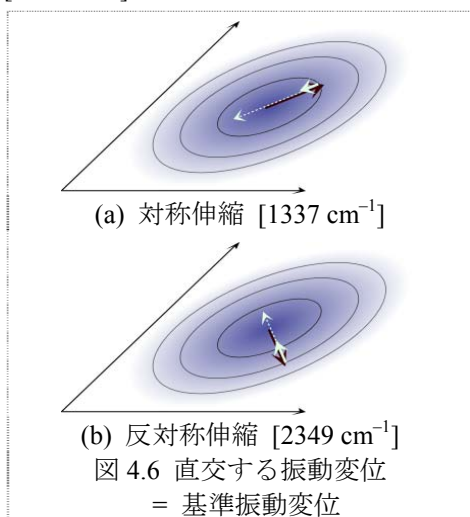 (a) 対称伸縮 [1337 cm⁻¹]
(b) 反対称伸縮 [2349 cm⁻¹]
図 4.6 直交する振動変位
= 基準振動変位